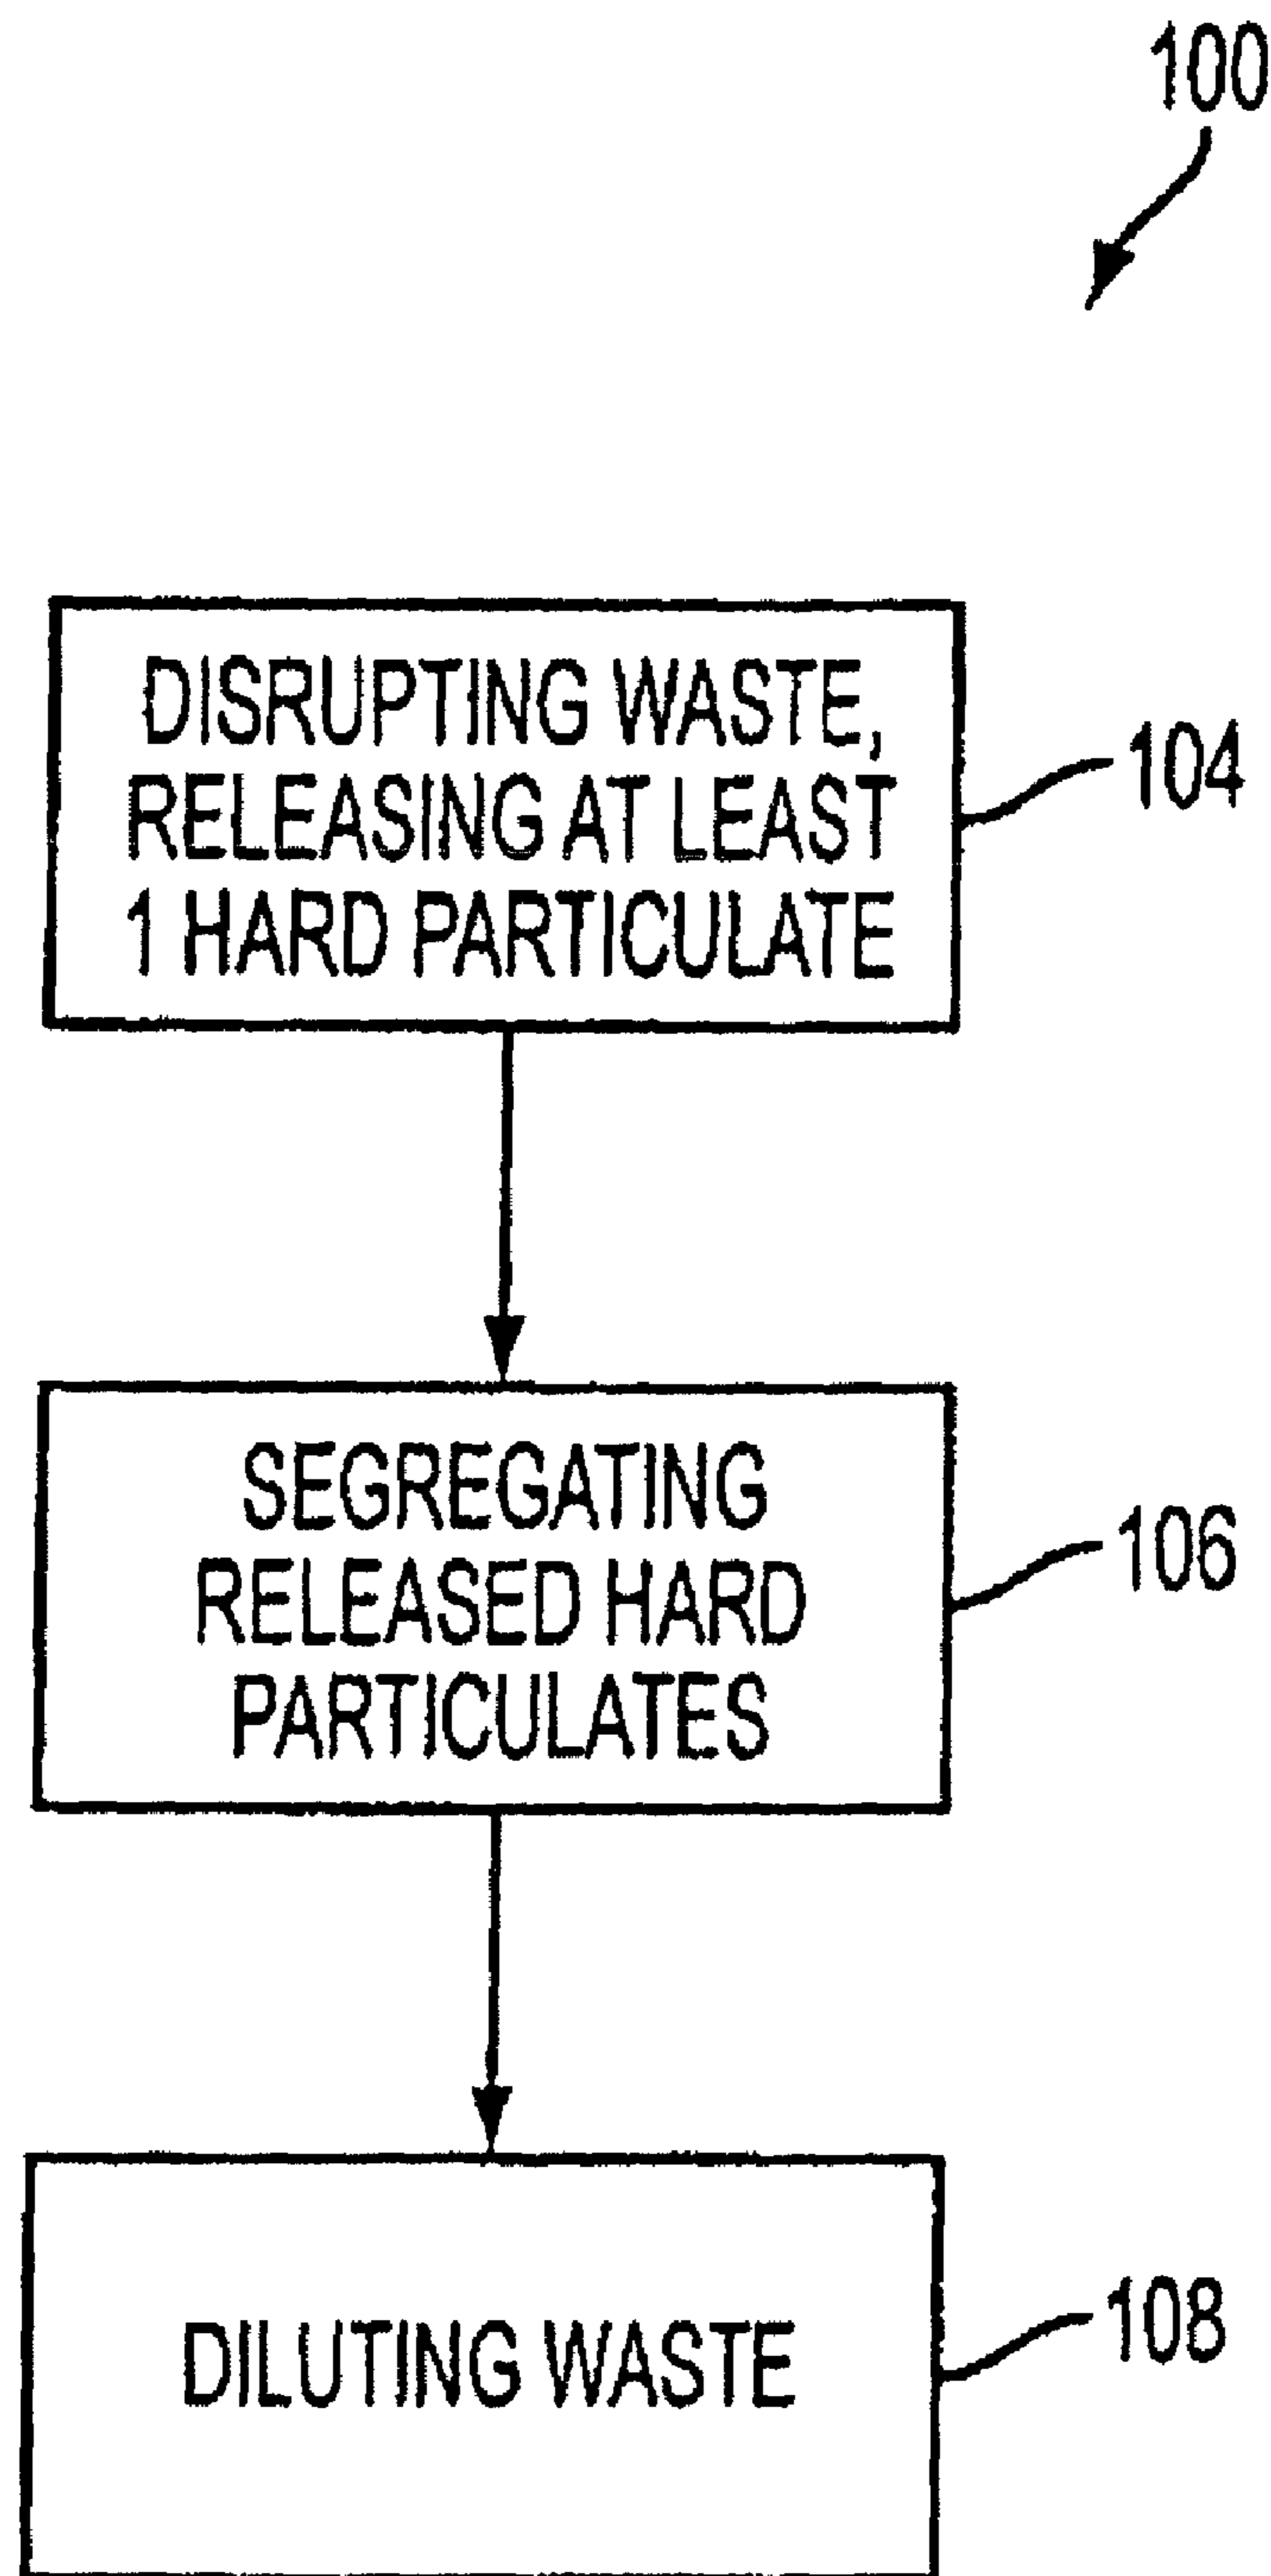 100
DISRUPTING WASTE,
RELEASING AT LEAST
1 HARD PARTICULATE
104
SEGREGATING
RELEASED HARD
PARTICULATES
106
DILUTING WASTE
108